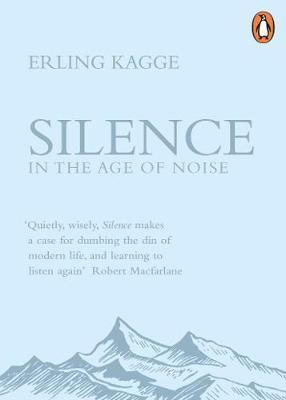 ERLING KAGGE
SILENCE
IN THE AGE OF NOISE
‘Quietly, wisely, Silence makes
a case for dumbing the din of
modern life, and learning to
listen again’ Robert Macfarlane